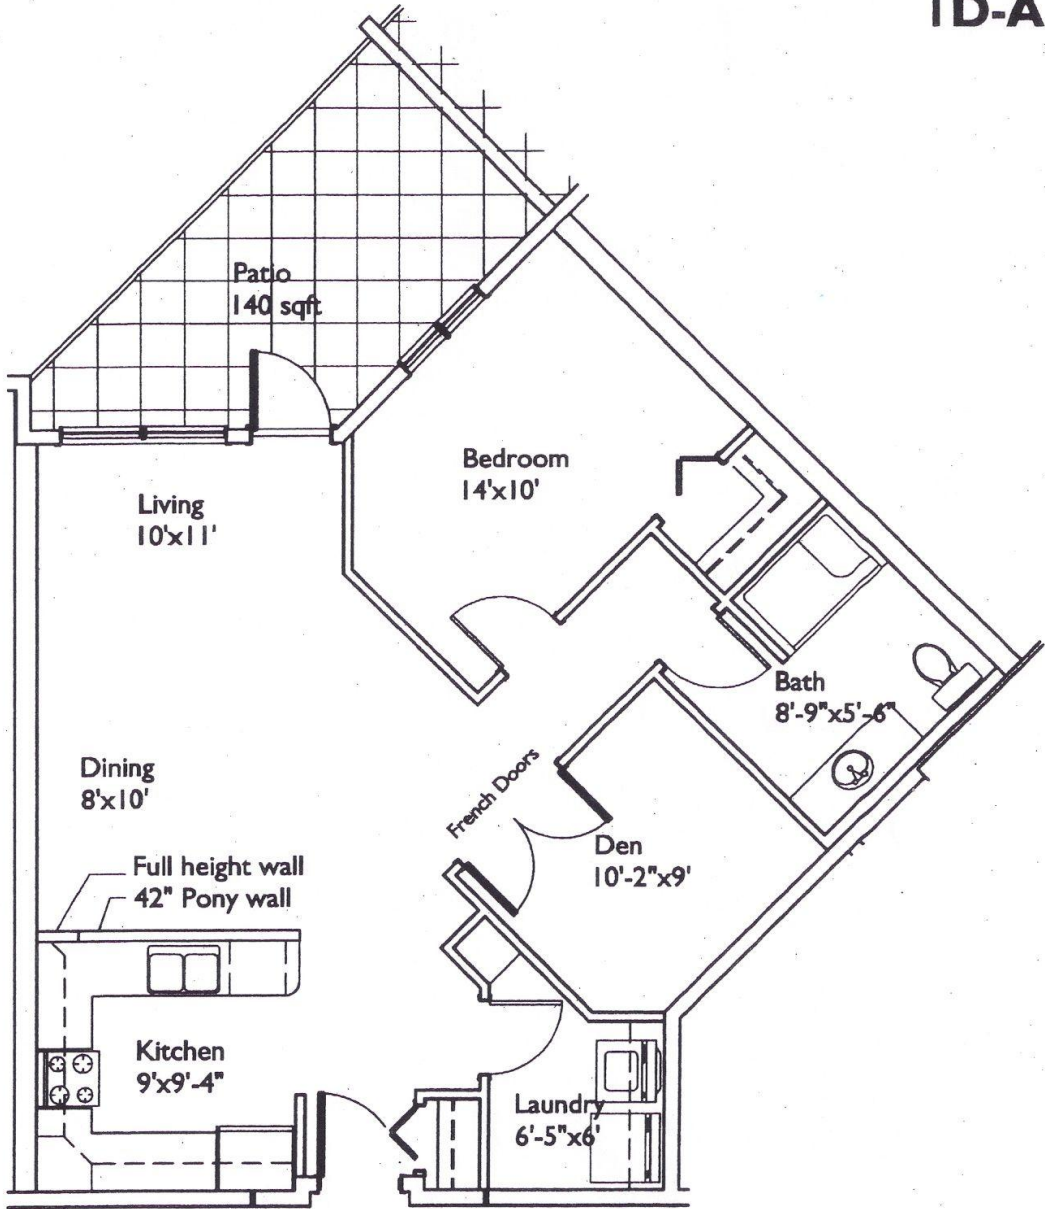 1D-A
Patio
140 sqft
Bedroom
14'x10'
Living
10'x11'
Bath
8'-9"x5'-6"
Dining
8'x10'
French Doors
Den
10'-2"x9'
Full height wall
42" Pony wall
Kitchen
9'x9'-4"
Laundry
6'-5"x6'